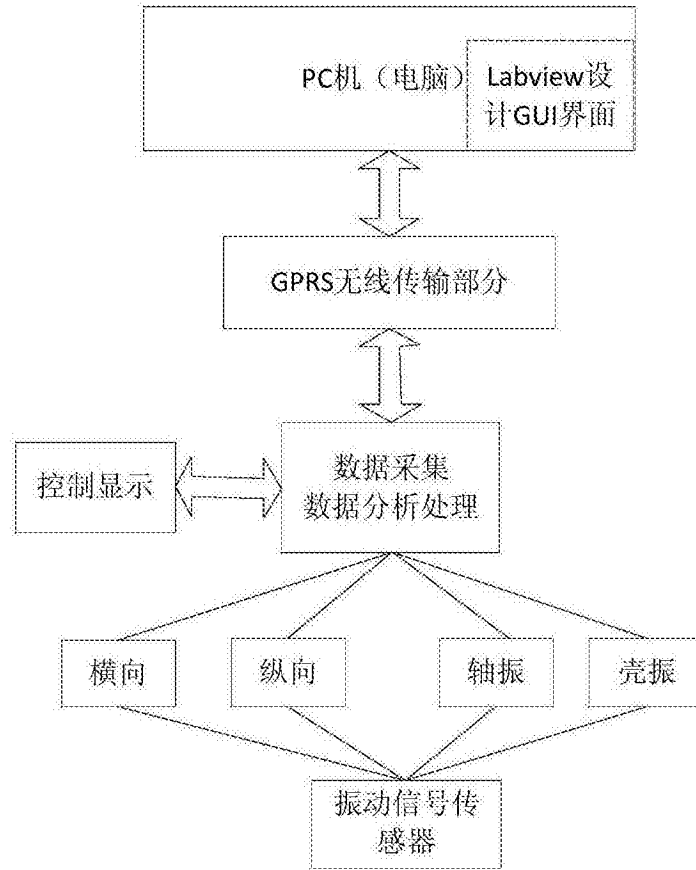 PC机（电脑）
Labview设
计GUI界面
GPRS无线传输部分
控制显示
数据采集
数据分析处理
横向
纵向
轴振
壳振
振动信号传
感器